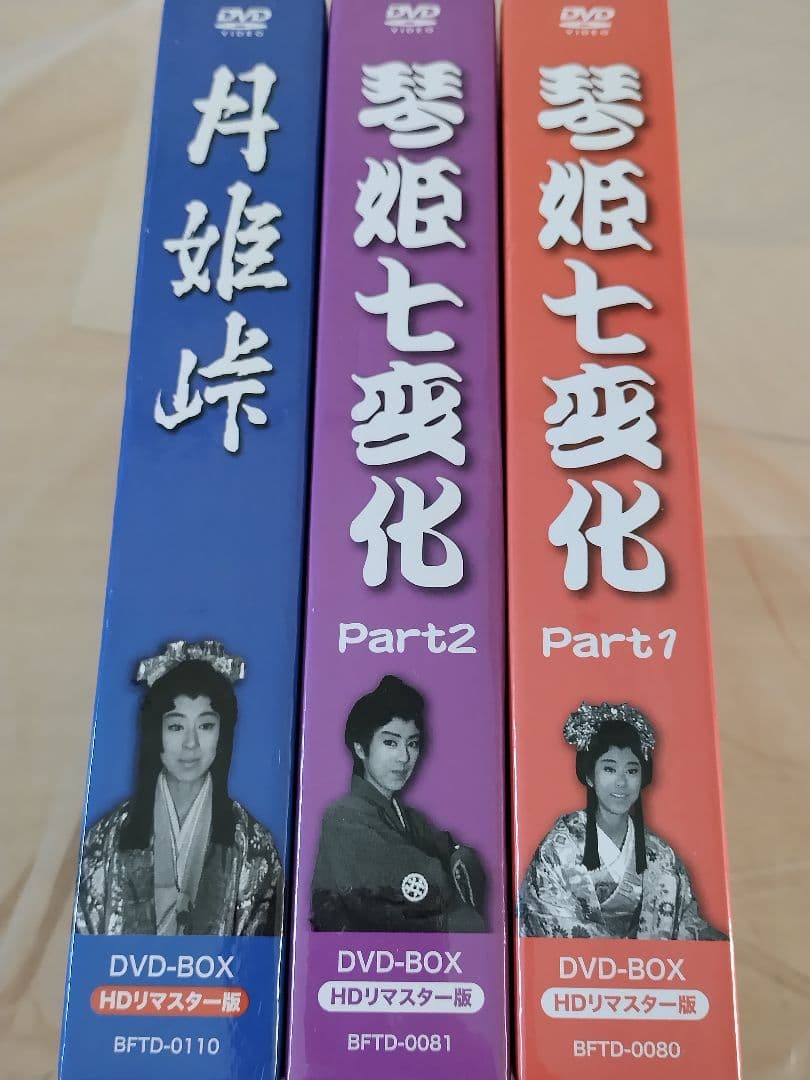 DVD
VIDEO
月姫峠
DVD-BOX
HDリマスター版
BFTD-0110
DVD
VIDEO
琴姫七変化
Part2
DVD-BOX
HDリマスター版
BFTD-0081
DVD
VIDEO
琴姫七変化
Part1
DVD-BOX
HDリマスター版
BFTD-0080